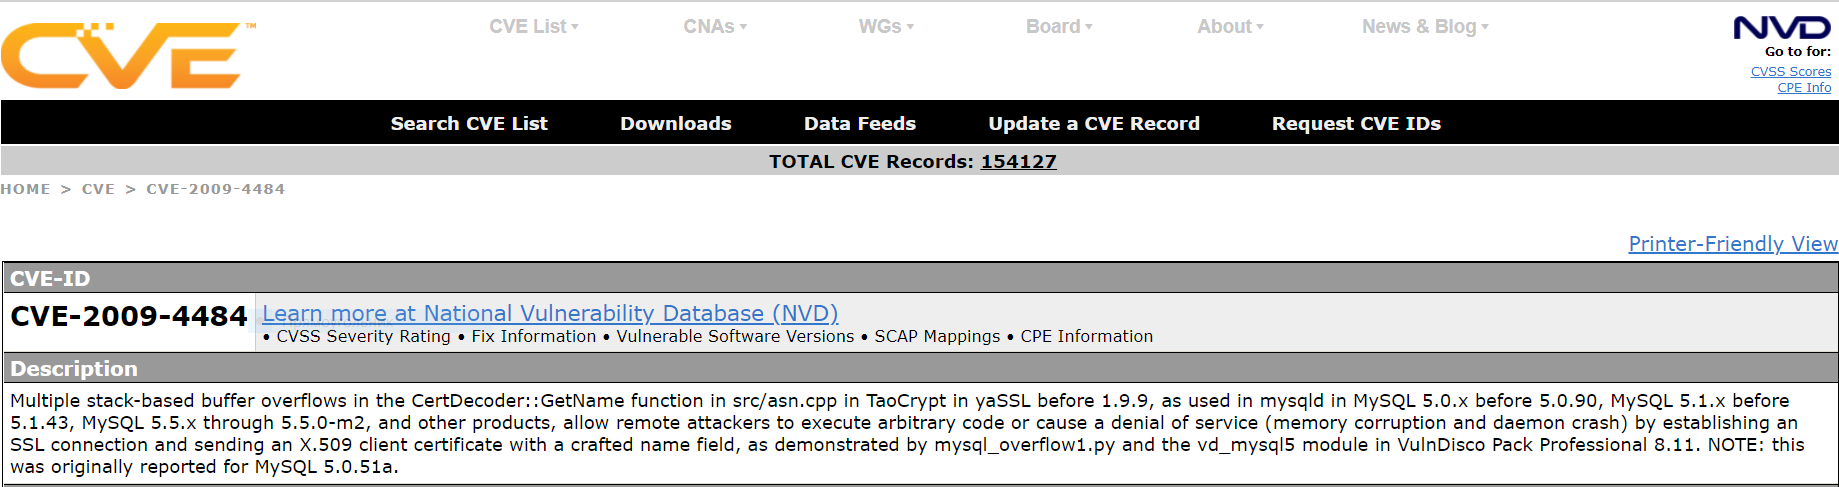 CVE™ CVE List CNAs WGs Board About News & Blog NVD
Go to for:
CVSS Scores
CPE Info
Search CVE List Downloads Data Feeds Update a CVE Record Request CVE IDs
TOTAL CVE Records: 154127
HOME > CVE > CVE-2009-4484
Printer-Friendly View
CVE-ID
CVE-2009-4484 Learn more at National Vulnerability Database (NVD)
• CVSS Severity Rating • Fix Information • Vulnerable Software Versions • SCAP Mappings • CPE Information
Description
Multiple stack-based buffer overflows in the CertDecoder::GetName function in src/asn.cpp in TaoCrypt in yaSSL before 1.9.9, as used in mysqld in MySQL 5.0.x before 5.0.90, MySQL 5.1.x before
5.1.43, MySQL 5.5.x through 5.5.0-m2, and other products, allow remote attackers to execute arbitrary code or cause a denial of service (memory corruption and daemon crash) by establishing an
SSL connection and sending an X.509 client certificate with a crafted name field, as demonstrated by mysql_overflow1.py and the vd_mysql5 module in VulnDisco Pack Professional 8.11. NOTE: this
was originally reported for MySQL 5.0.51a.